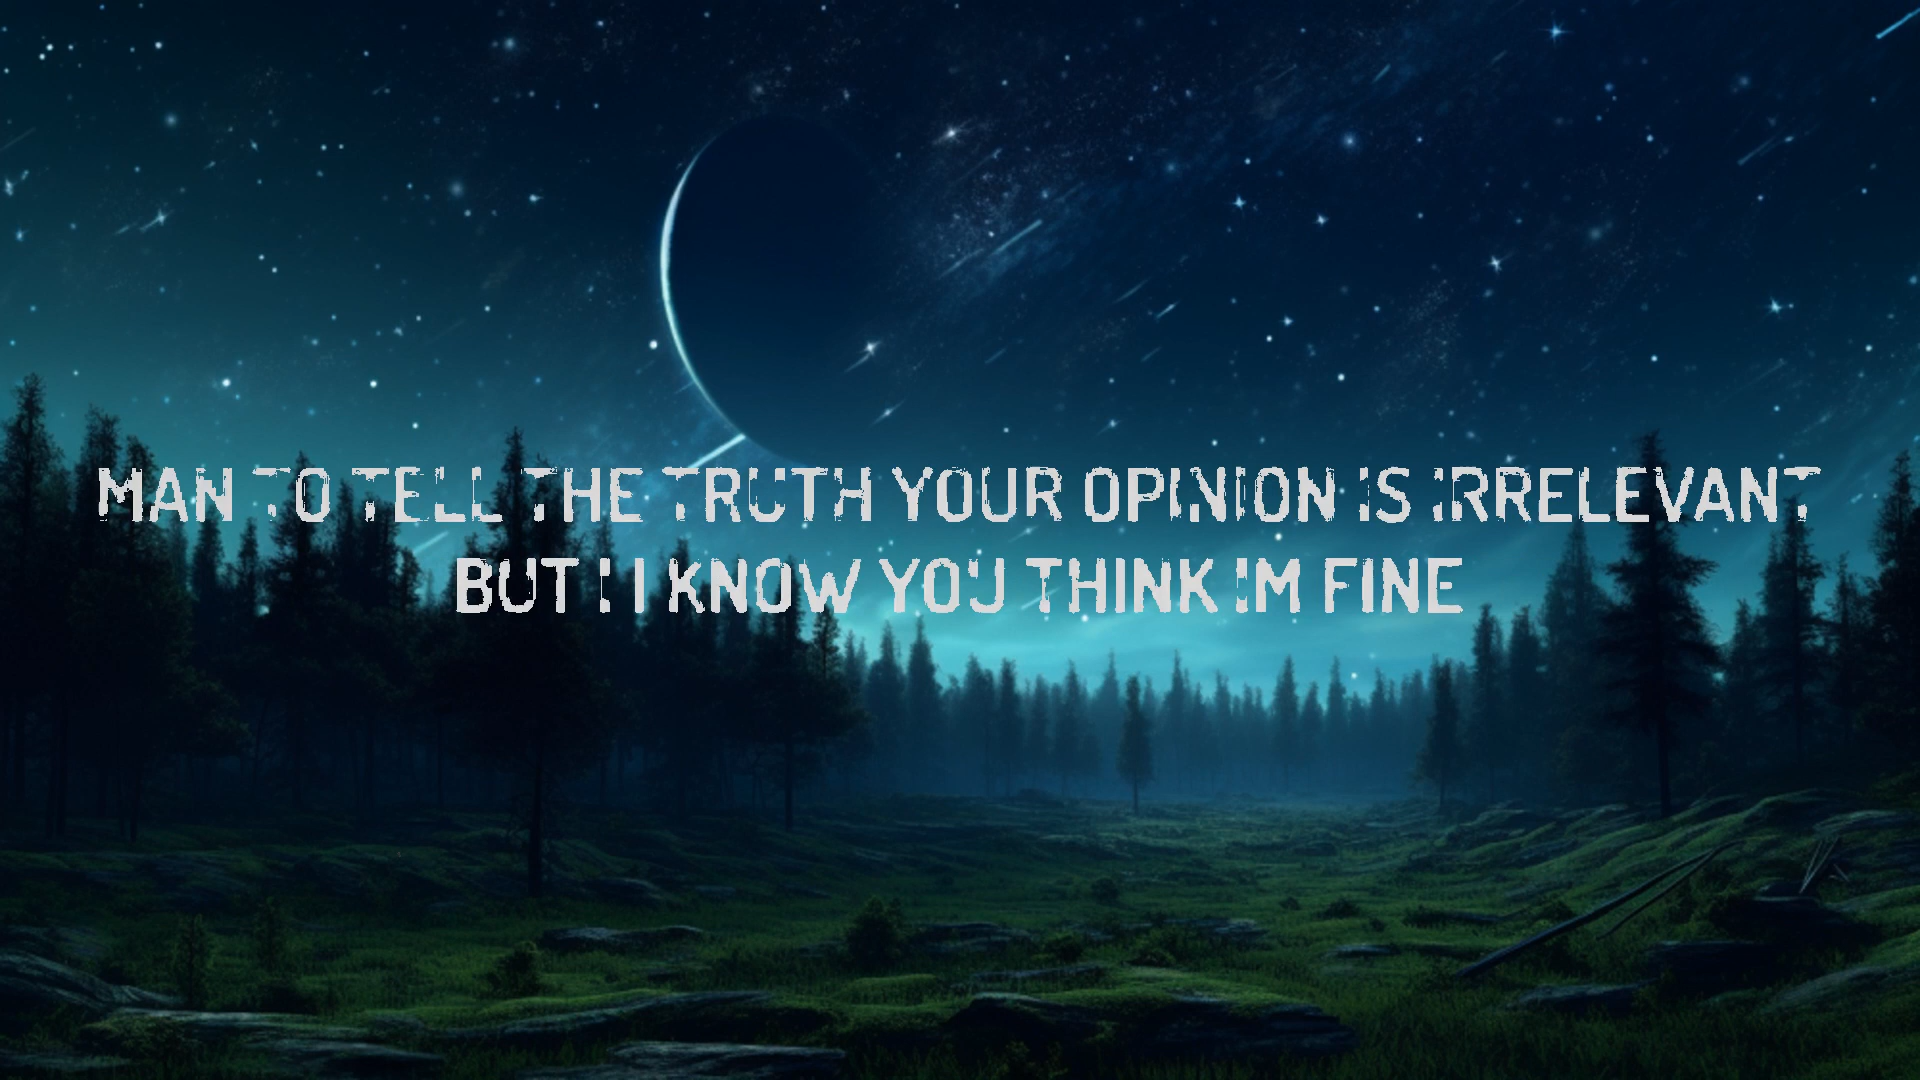 MAN TO TELL THE TRUTH YOUR OPINION IS IRRELEVANT
BUT I I KNOW YOU THINK IM FINE